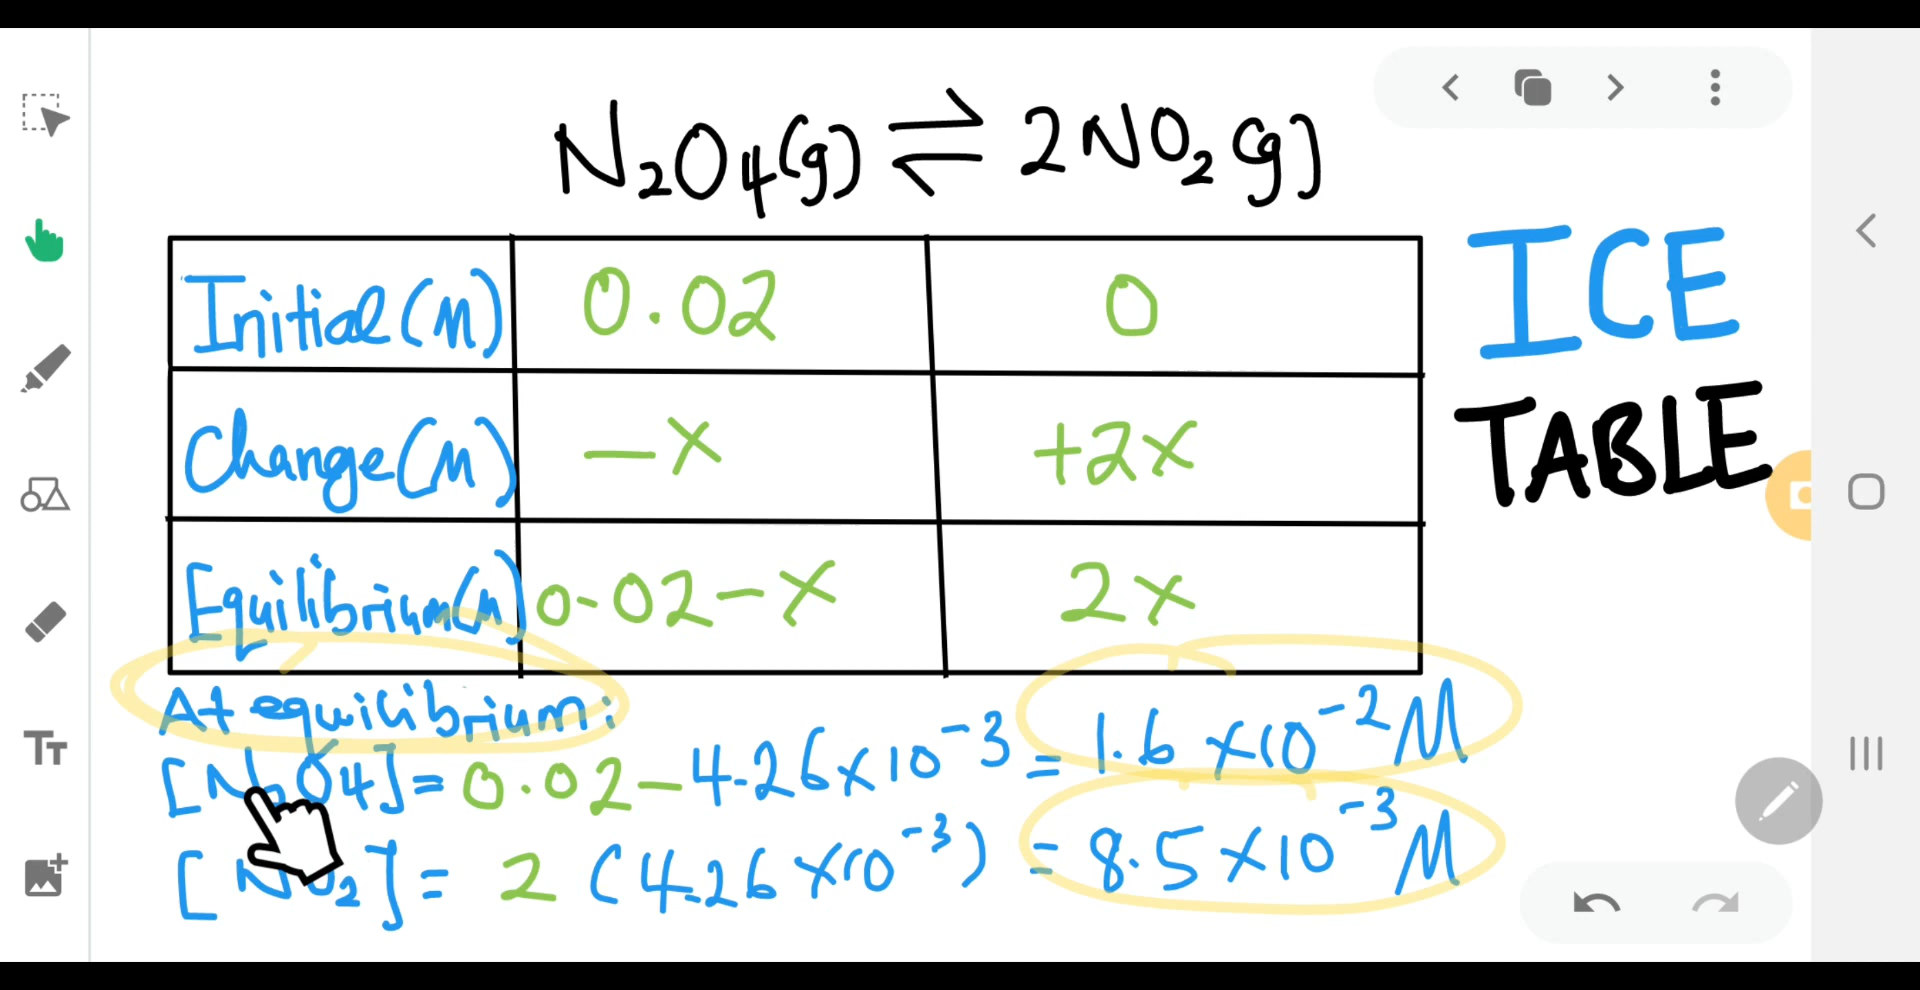 N₂O₄(g) ⇌ 2NO₂(g)
ICE
TABLE
Initial(M) 0.02 0
Change(M) -x +2x
Equilibrium(M) 0.02-x 2x
At equilibrium:
[N₂O4] = 0.02 - 4.26×10⁻³ = 1.6×10⁻² M
[NO₂] = 2 (4.26×10⁻³) = 8.5×10⁻³ M
Tт